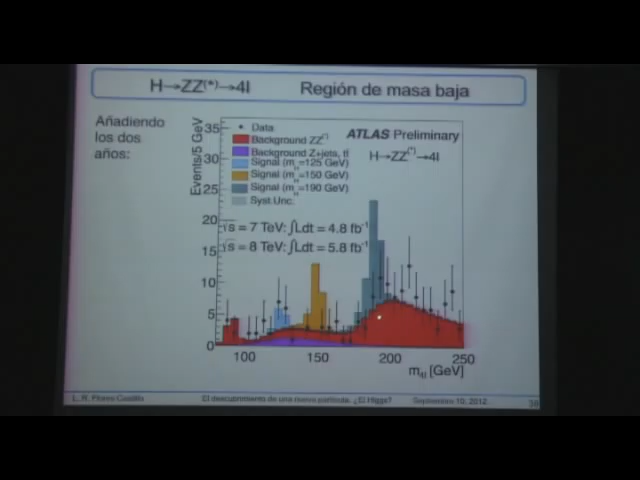 H→ZZ(*)→4l Región de masa baja
Añadiendo
los dos
años:
Events/5 GeV
35
30
25
20
15
10
5
0
Data
Background ZZ(*)
Background Z+jets, tt̄
Signal (mH=125 GeV)
Signal (mH=150 GeV)
Signal (mH=190 GeV)
Syst.Unc.
ATLAS Preliminary
H→ZZ(*)→4l
√s = 7 TeV: ∫Ldt = 4.8 fb-1
√s = 8 TeV: ∫Ldt = 5.8 fb-1
100 150 200 250
m4l [GeV]
L. R. Flores Castillo El descubrimiento de una nueva partícula. ¿El Higgs? Septiembre 10, 2012 38